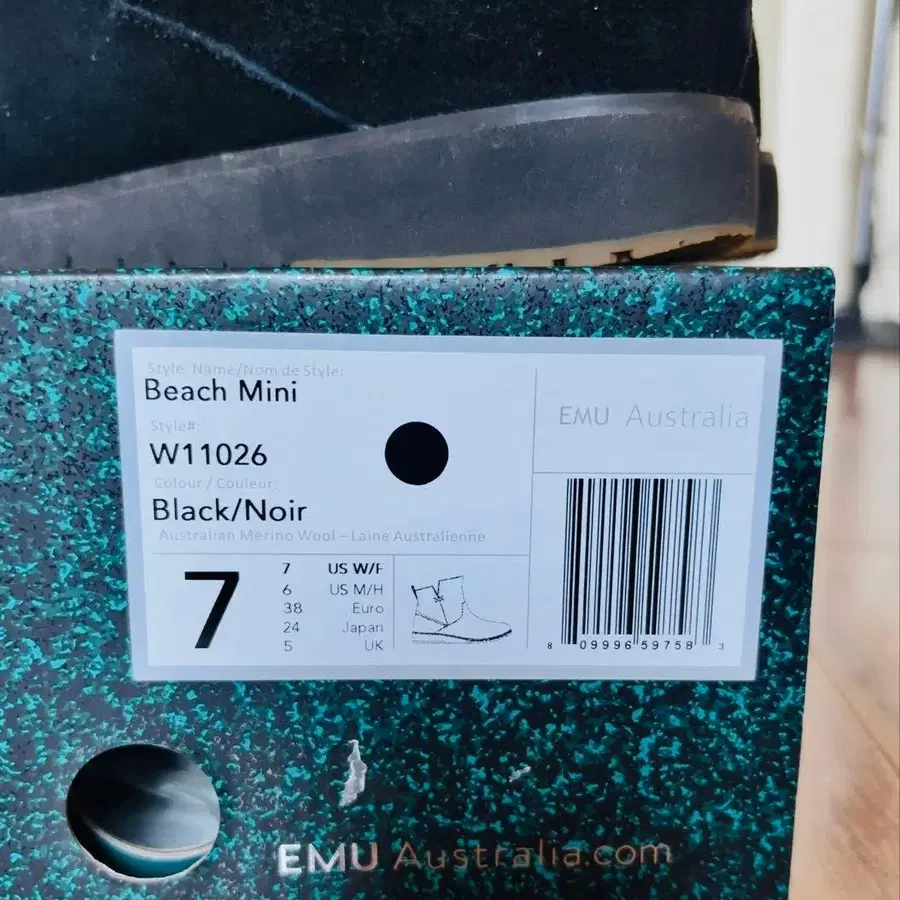 Style Name/Nom de Style:
Beach Mini
Style#:
W11026
Colour/Couleur:
Black/Noir
Australian Merino Wool – Laine Australienne
7
7 US W/F
6 US M/H
38 Euro
24 Japan
5 UK
EMU Australia
8 09996 59758 3
EMU Australia.com